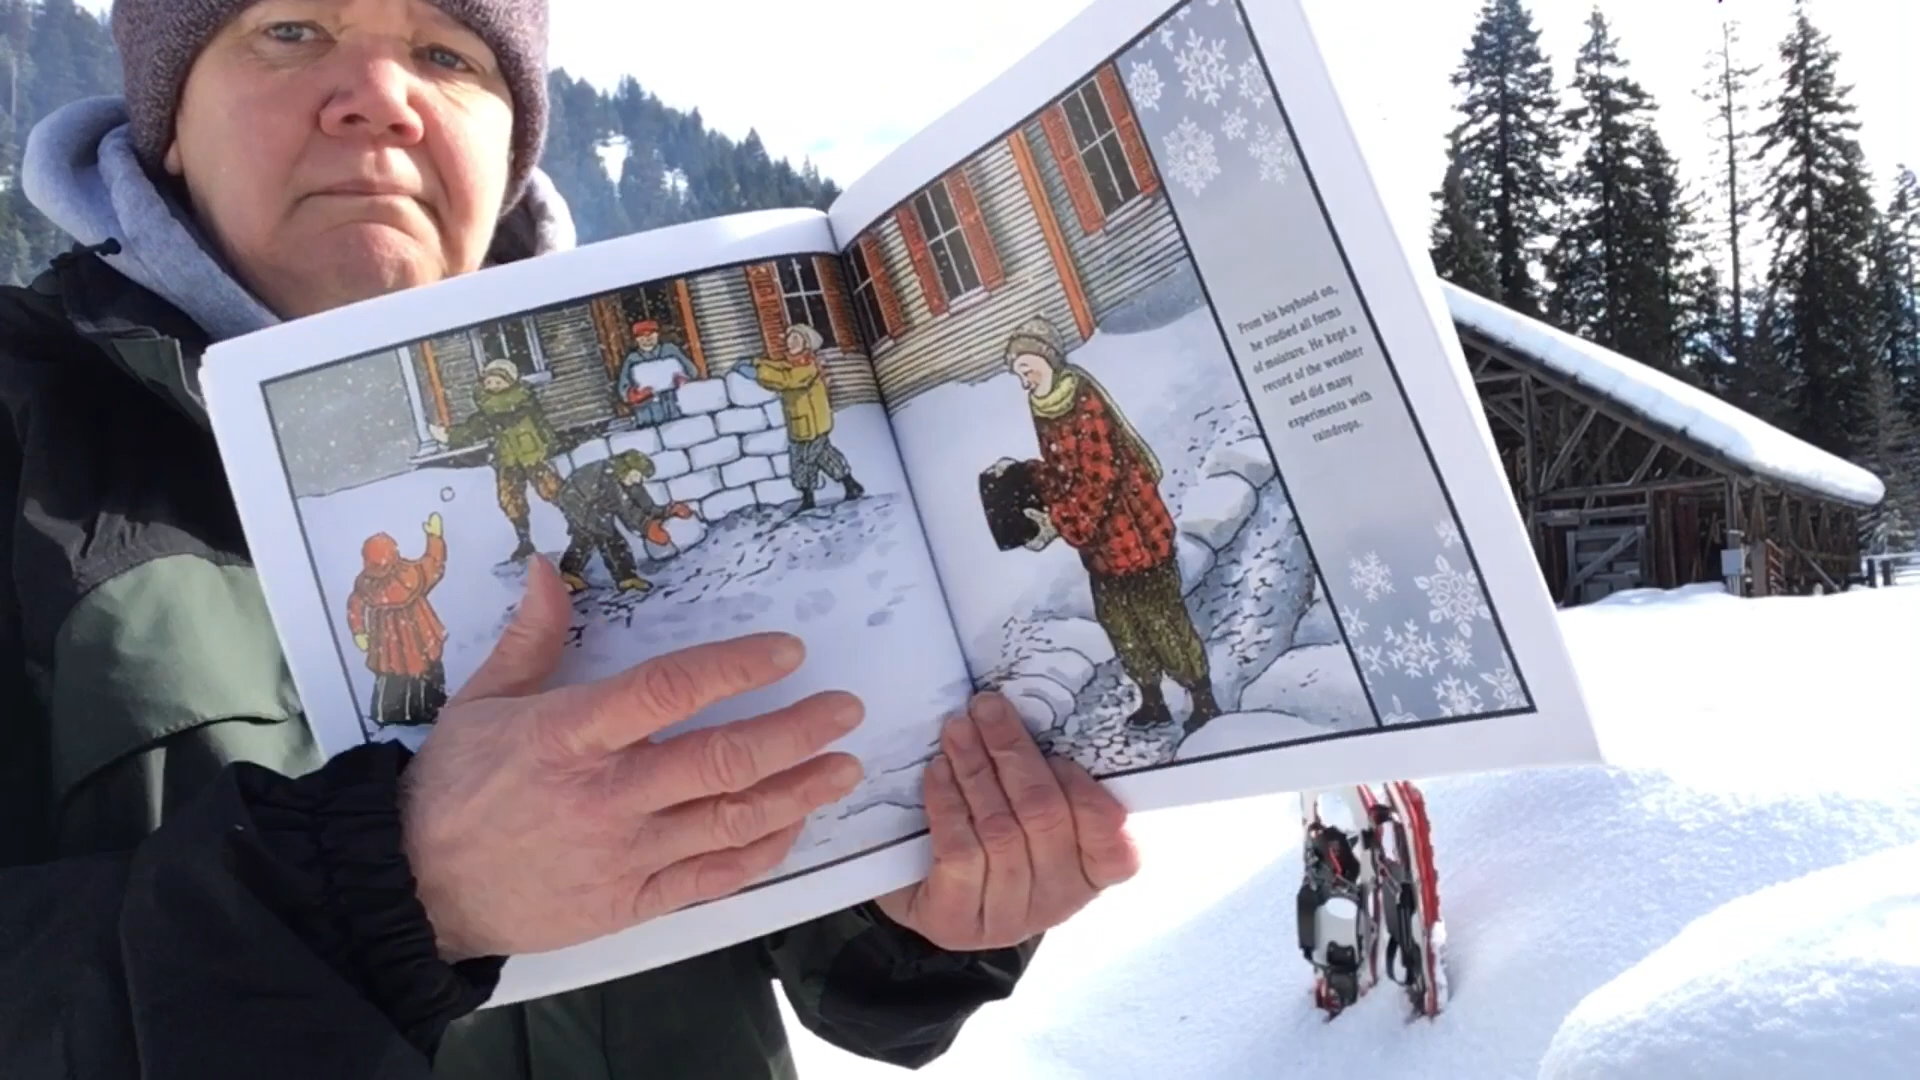 From his boyhood on,
he studied all forms
of moisture. He kept a
record of the weather
and did many
experiments with
raindrops.